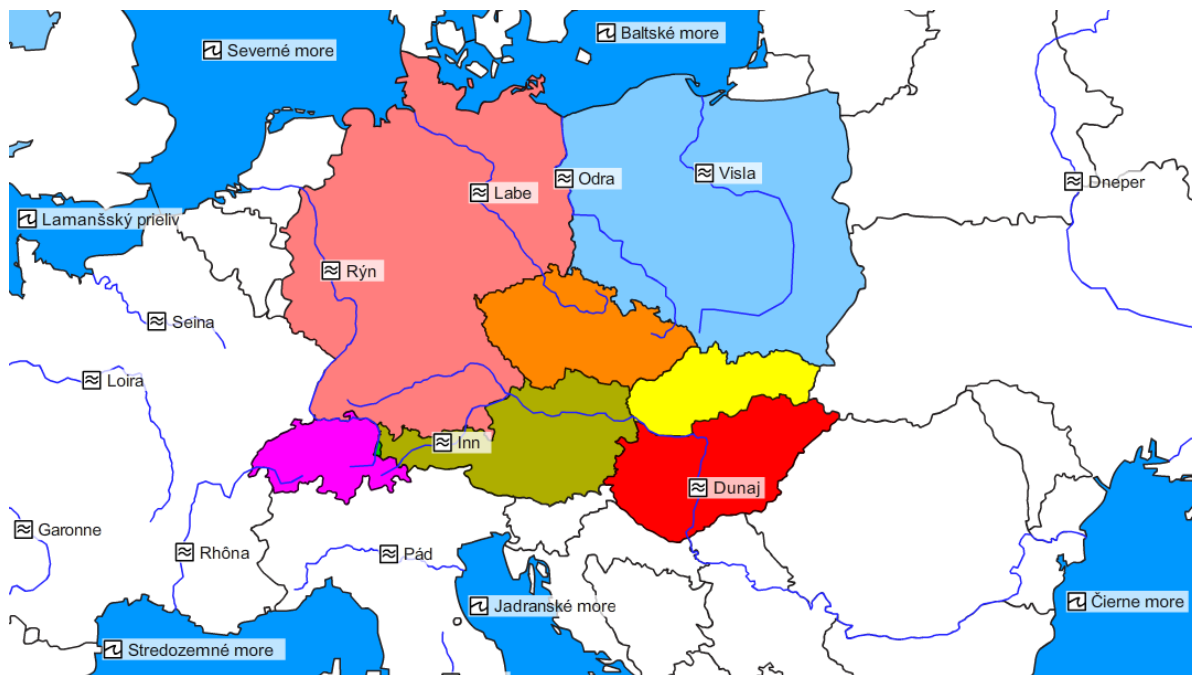 Baltské more
Severné more
Visla
Odra
Dneper
Labe
Lamanšský prieliv
Rýn
Seina
Loira
Inn
Dunaj
Garonne
Rhôna
Pád
Čierne more
Jadranské more
Stredozemné more